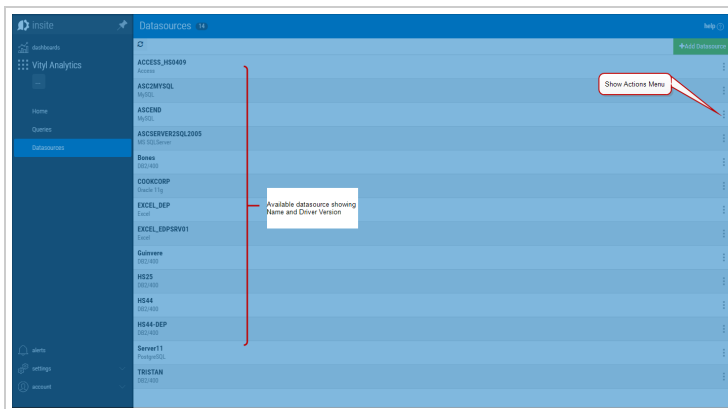 insite
Datasources 14
help ?
dashboards
+Add Datasource
Vityl Analytics
...
Home
Queries
Datasources
ACCESS_HS0409
Access
ASC2MYSQL
MySQL
ASCEND
MySQL
ASCSERVER2SQL2005
MS SQLServer
Bones
DB2/400
COOKCORP
Oracle 11g
EXCEL_DEP
Excel
EXCEL_EDPSRV01
Excel
Guinvere
DB2/400
HS25
DB2/400
HS44
DB2/400
HS44-DEP
DB2/400
Server11
PostgreSQL
TRISTAN
DB2/400
Show Actions Menu
Available datasource showing
Name and Driver Version
alerts
settings
account